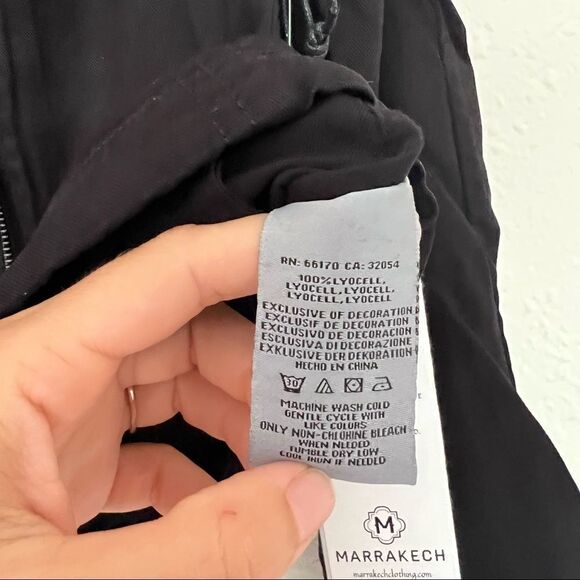 RN: 66170 CA: 32054
100% LYOCELL,
LYOCELL, LYOCELL,
LYOCELL, LYOCELL
EXCLUSIVE OF DECORATION
EXCLUSIF DE DECORATION
EXCLUSIVO DE DECORACION
ESCLUSIVA DI DECORAZIONE
EXKLUSIVE DER DEKORATION
HECHO EN CHINA
30
MACHINE WASH COLD
GENTLE CYCLE WITH
LIKE COLORS
ONLY NON-CHLORINE BLEACH
WHEN NEEDED
TUMBLE DRY LOW
COOL IRON IF NEEDED
M
MARRAKECH
marrakechclothing.com